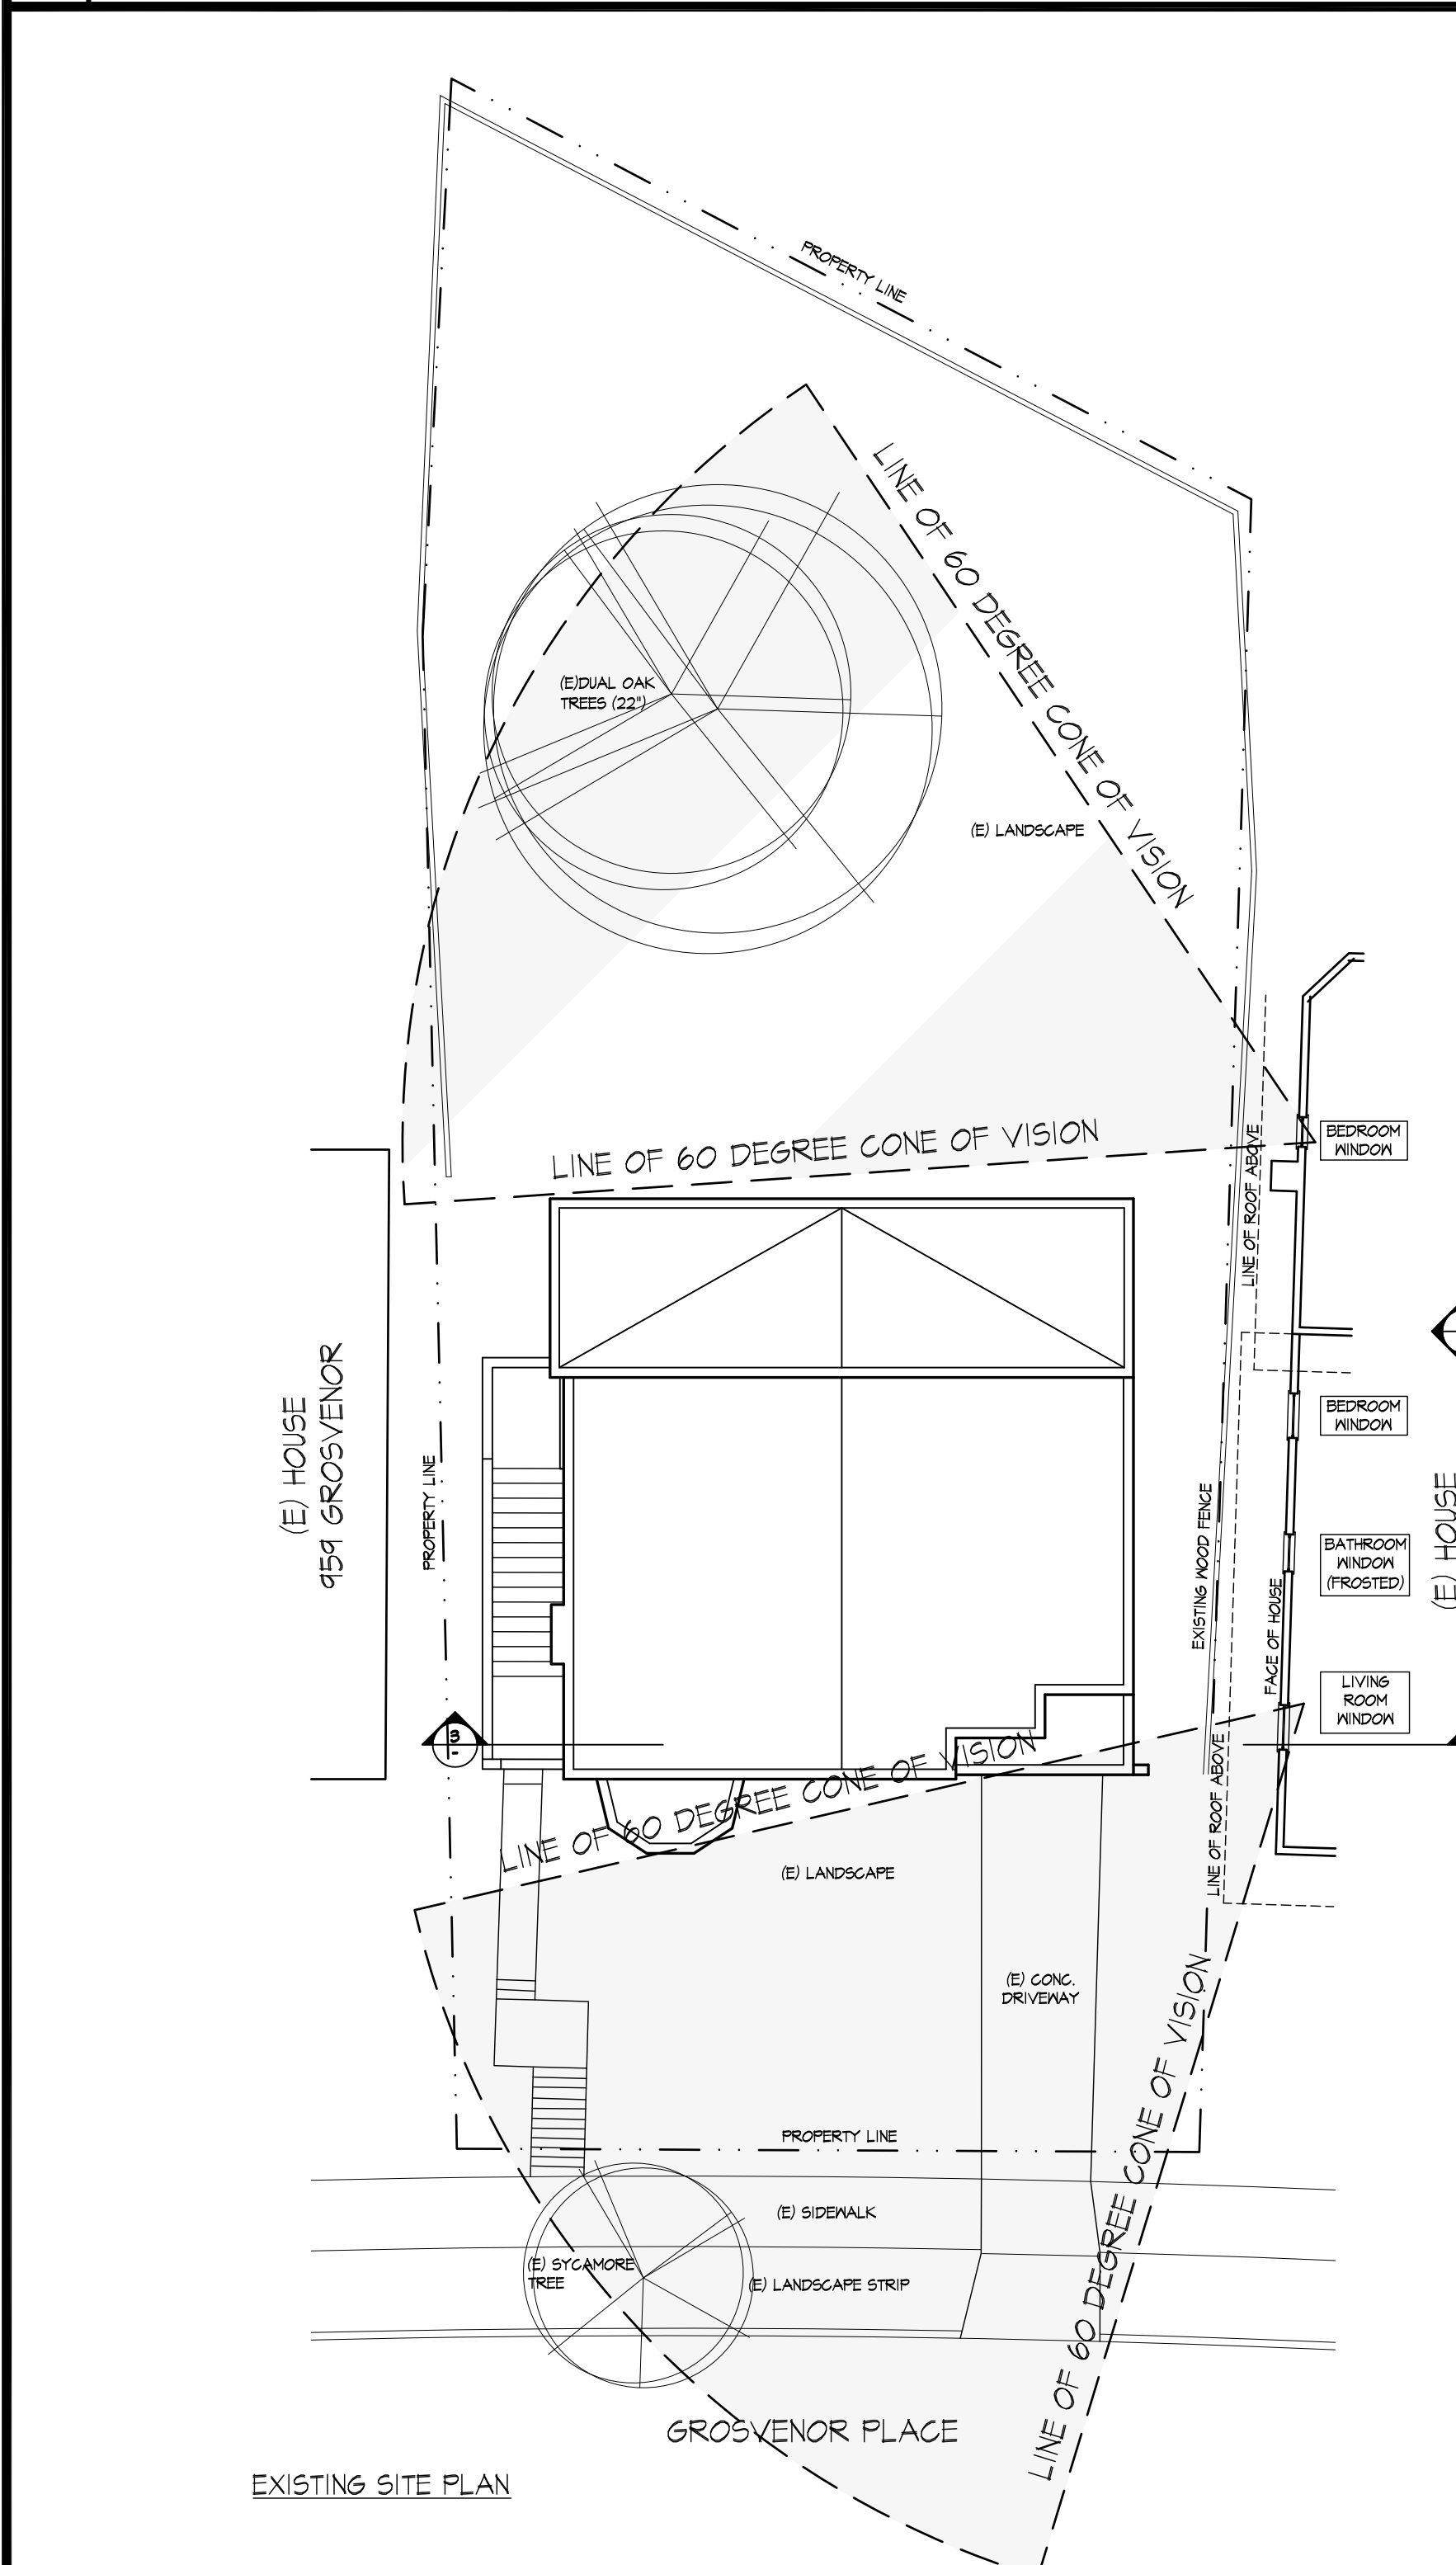 PROPERTY LINE
LINE OF 60 DEGREE CONE OF VISION
(E)DUAL OAK
TREES (22")
(E) LANDSCAPE
LINE OF 60 DEGREE CONE OF VISION
BEDROOM
WINDOW
LINE OF ROOF ABOVE
(E) HOUSE
959 GROSVENOR
PROPERTY LINE
BEDROOM
WINDOW
EXISTING WOOD FENCE
BATHROOM
WINDOW
(FROSTED)
FACE OF HOUSE
(E) HOUSE
LIVING
ROOM
WINDOW
3
-
LINE OF 60 DEGREE CONE OF VISION
LINE OF ROOF ABOVE
(E) LANDSCAPE
(E) CONC.
DRIVEWAY
LINE OF 60 DEGREE CONE OF VISION
PROPERTY LINE
(E) SIDEWALK
(E) SYCAMORE
TREE
(E) LANDSCAPE STRIP
GROSVENOR PLACE
EXISTING SITE PLAN